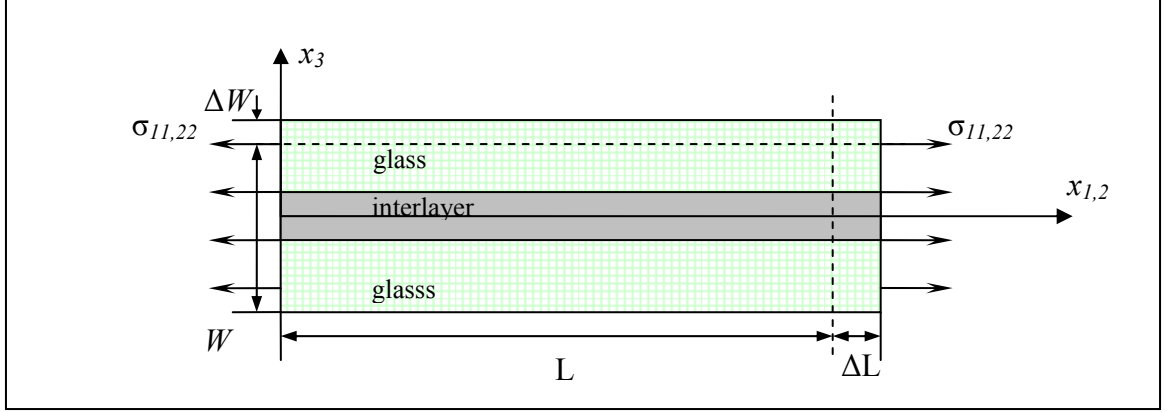 x3
ΔW
σ11,22
σ11,22
glass
x1,2
interlayer
glasss
W
L
ΔL